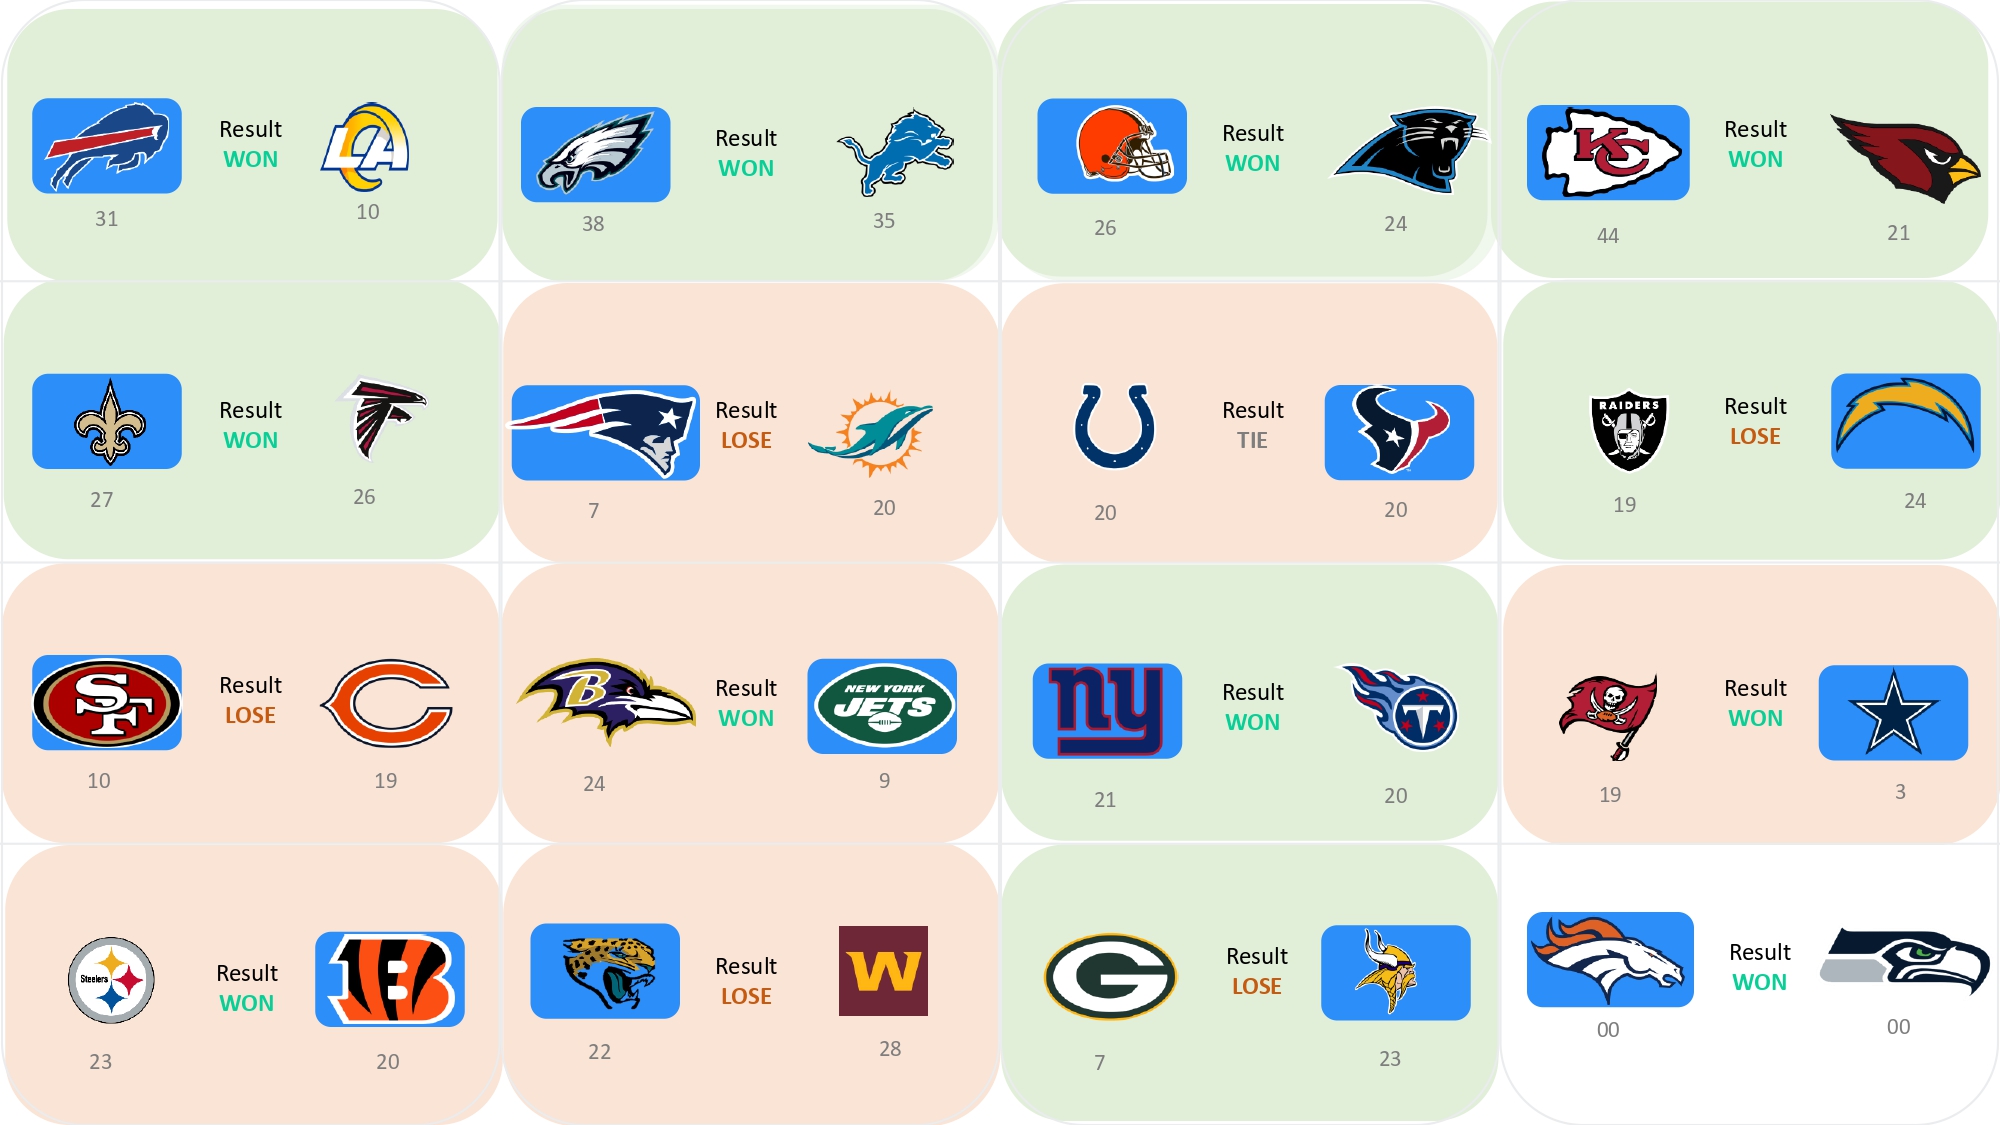 Result
WON
LA
31
10
Result
WON
38
35
Result
WON
26
24
KC
Result
WON
44
21
Result
WON
27
26
Result
LOSE
7
20
Result
TIE
20
20
RAIDERS
Result
LOSE
19
24
SF
Result
LOSE
C
10
19
B
Result
WON
NEW YORK
JETS
24
9
ny
Result
WON
T
21
20
Result
WON
19
3
Steelers
Result
WON
B
23
20
Result
LOSE
W
22
28
G
Result
LOSE
7
23
Result
WON
00
00